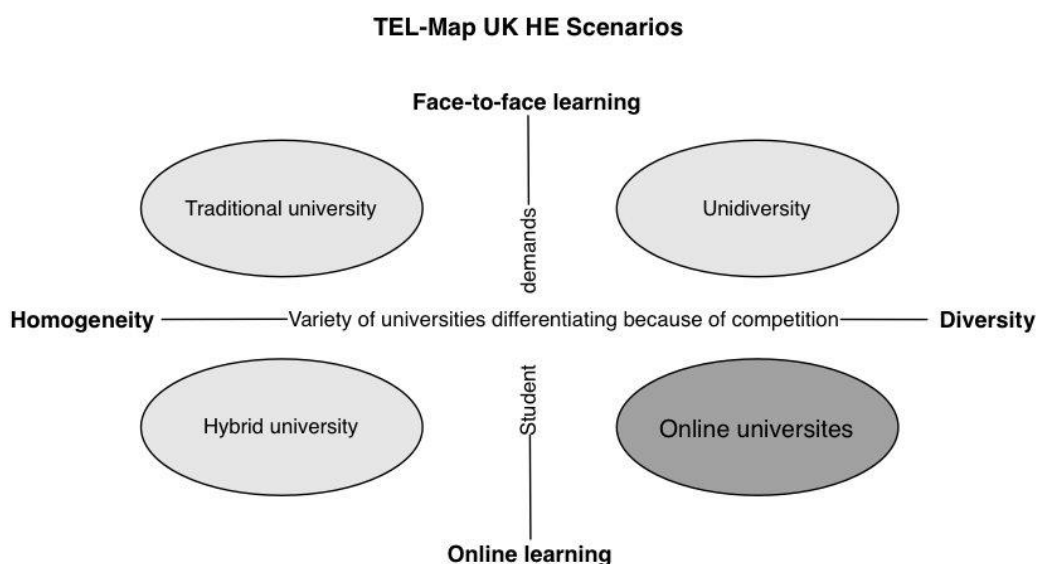 TEL-Map UK HE Scenarios
Face-to-face learning
Traditional university
Unidiversity
Student demands
Homogeneity
Variety of universities differentiating because of competition
Diversity
Hybrid university
Online universites
Online learning